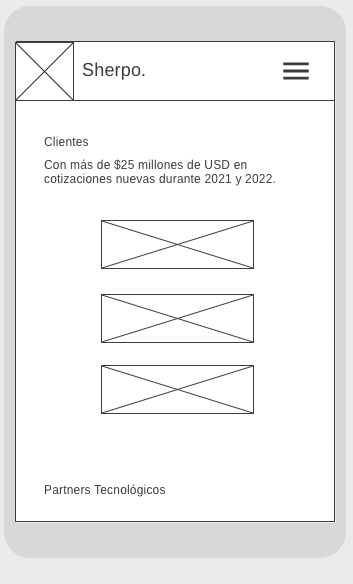 Sherpo.
Clientes
Con más de $25 millones de USD en
cotizaciones nuevas durante 2021 y 2022.
Partners Tecnológicos